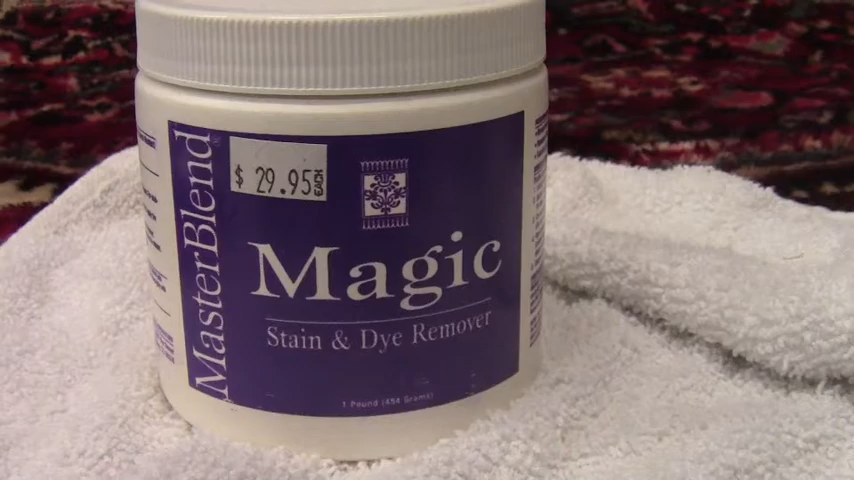 MasterBlend®
$ 29.95 EACH
Magic
Stain & Dye Remover
1 Pound (454 Grams)